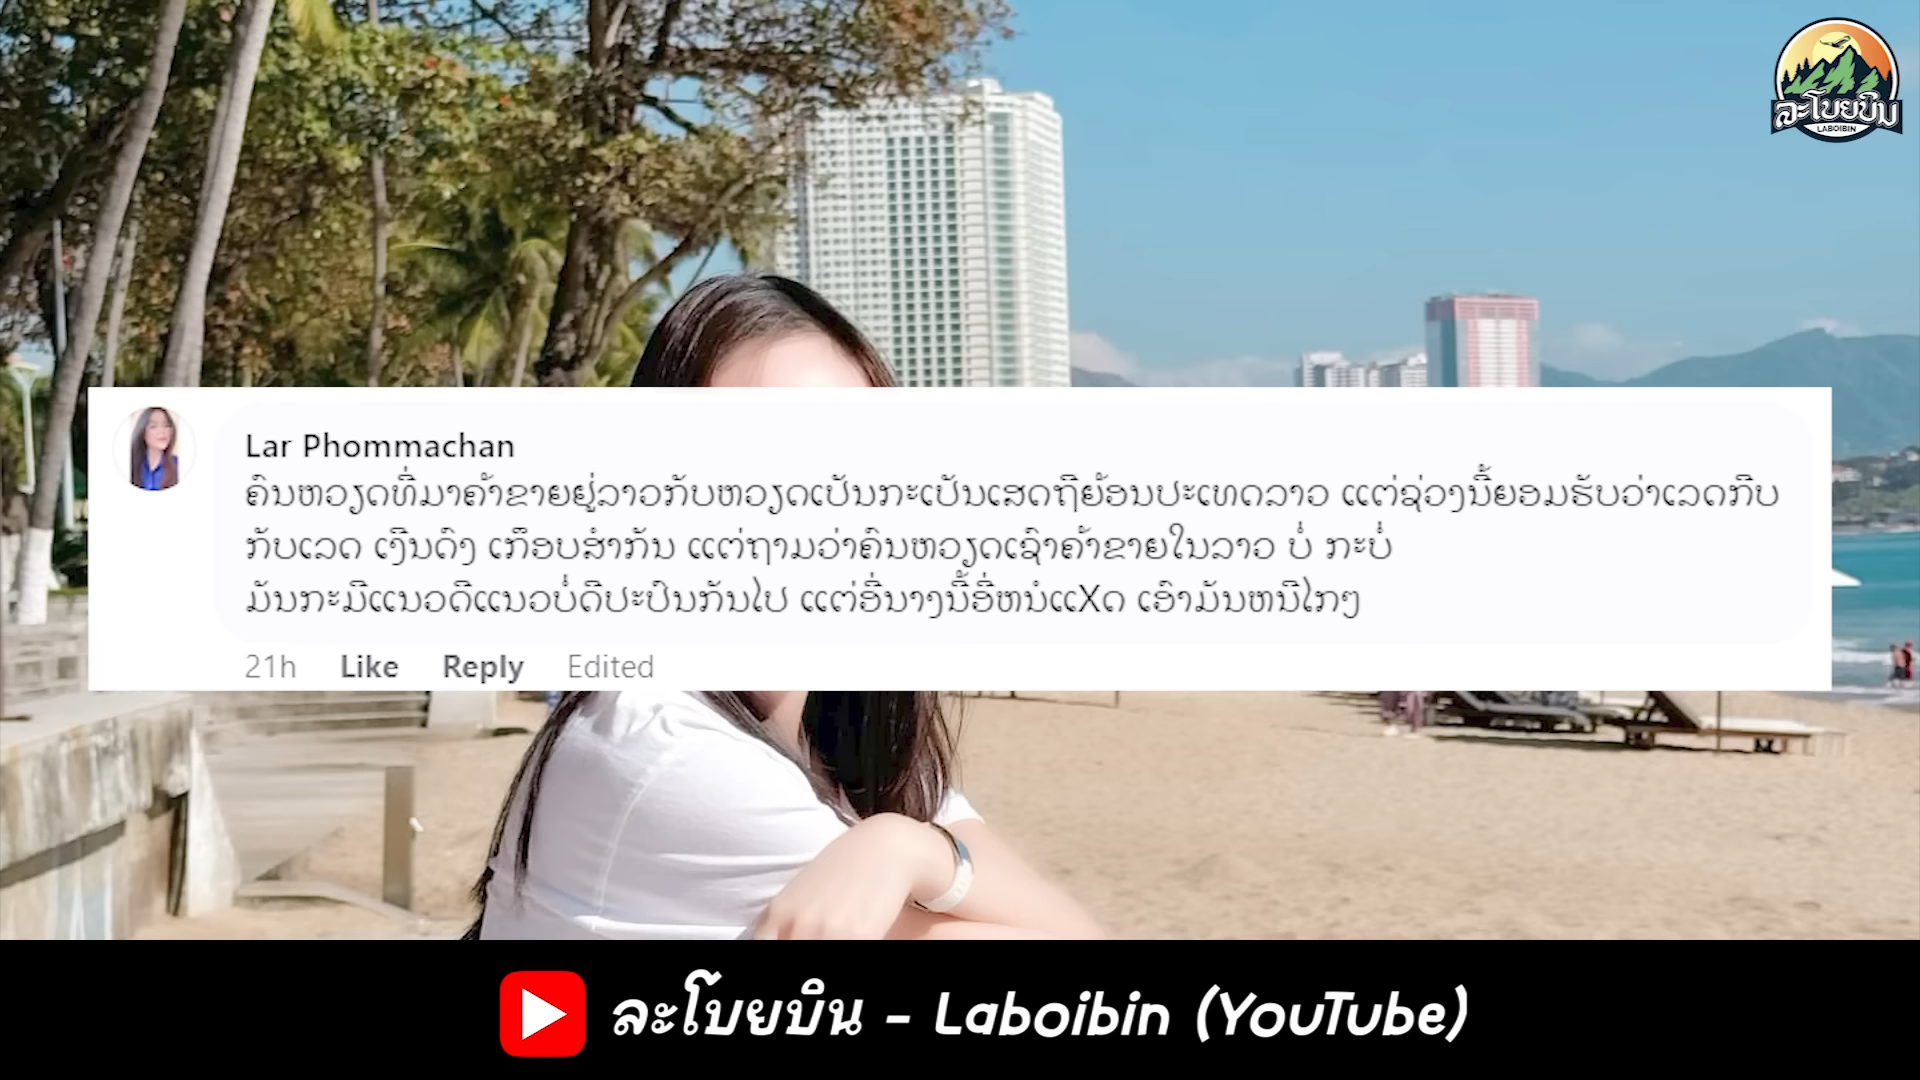 ລະໂບຍບິນ
LABOIBIN
Lar Phommachan
ຄົນຫວຽດທີ່ມາຄ້າຂາຍຢູ່ລາວກັບຫວຽດເປັນກະເປັນເສດຖີຍ້ອນປະເທດລາວ ແຕ່ຊ່ວງນີ້ຍອມຮັບວ່າເລດກີບ
ກັບເລດ ເງີນດົງ ເກຶອບສຳກັນ ແຕ່ຖາມວ່າຄົນຫວຽດເຊົາຄ້າຂາຍໃນລາວ ບໍ່ ກະບໍ່
ມັນກະມີແນວດີແນວບໍ່ດີປະປົນກັນໄປ ແຕ່ອີ່ນາງນີ້ອີ່ຫນໍແXດ ເອົາມັນຫນີໄກໆ
21h Like Reply Edited
ລະໂບຍບິນ - Laboibin (YouTube)